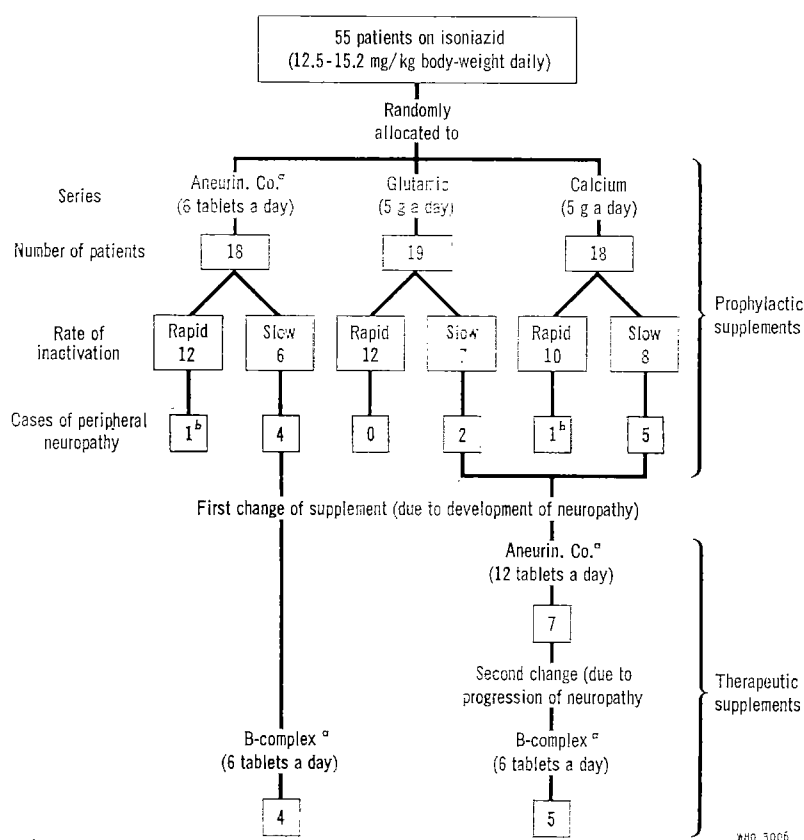 55 patients on isoniazid
(12.5-15.2 mg/kg body-weight daily)
Randomly
allocated to
Series
Aneurin. Co.ᵃ
(6 tablets a day)
Glutamic
(5 g a day)
Calcium
(5 g a day)
Number of patients
18
19
18
Rate of
inactivation
Rapid
12
Slow
6
Rapid
12
Slow
7
Rapid
10
Slow
8
Prophylactic
supplements
Cases of peripheral
neuropathy
1ᵇ
4
0
2
1ᵇ
5
First change of supplement (due to development of neuropathy)
Aneurin. Co.ᵃ
(12 tablets a day)
7
Second change (due to
progression of neuropathy
Therapeutic
supplements
B-complex ᵃ
(6 tablets a day)
B-complex ᵃ
(6 tablets a day)
4
5
WHO 3006